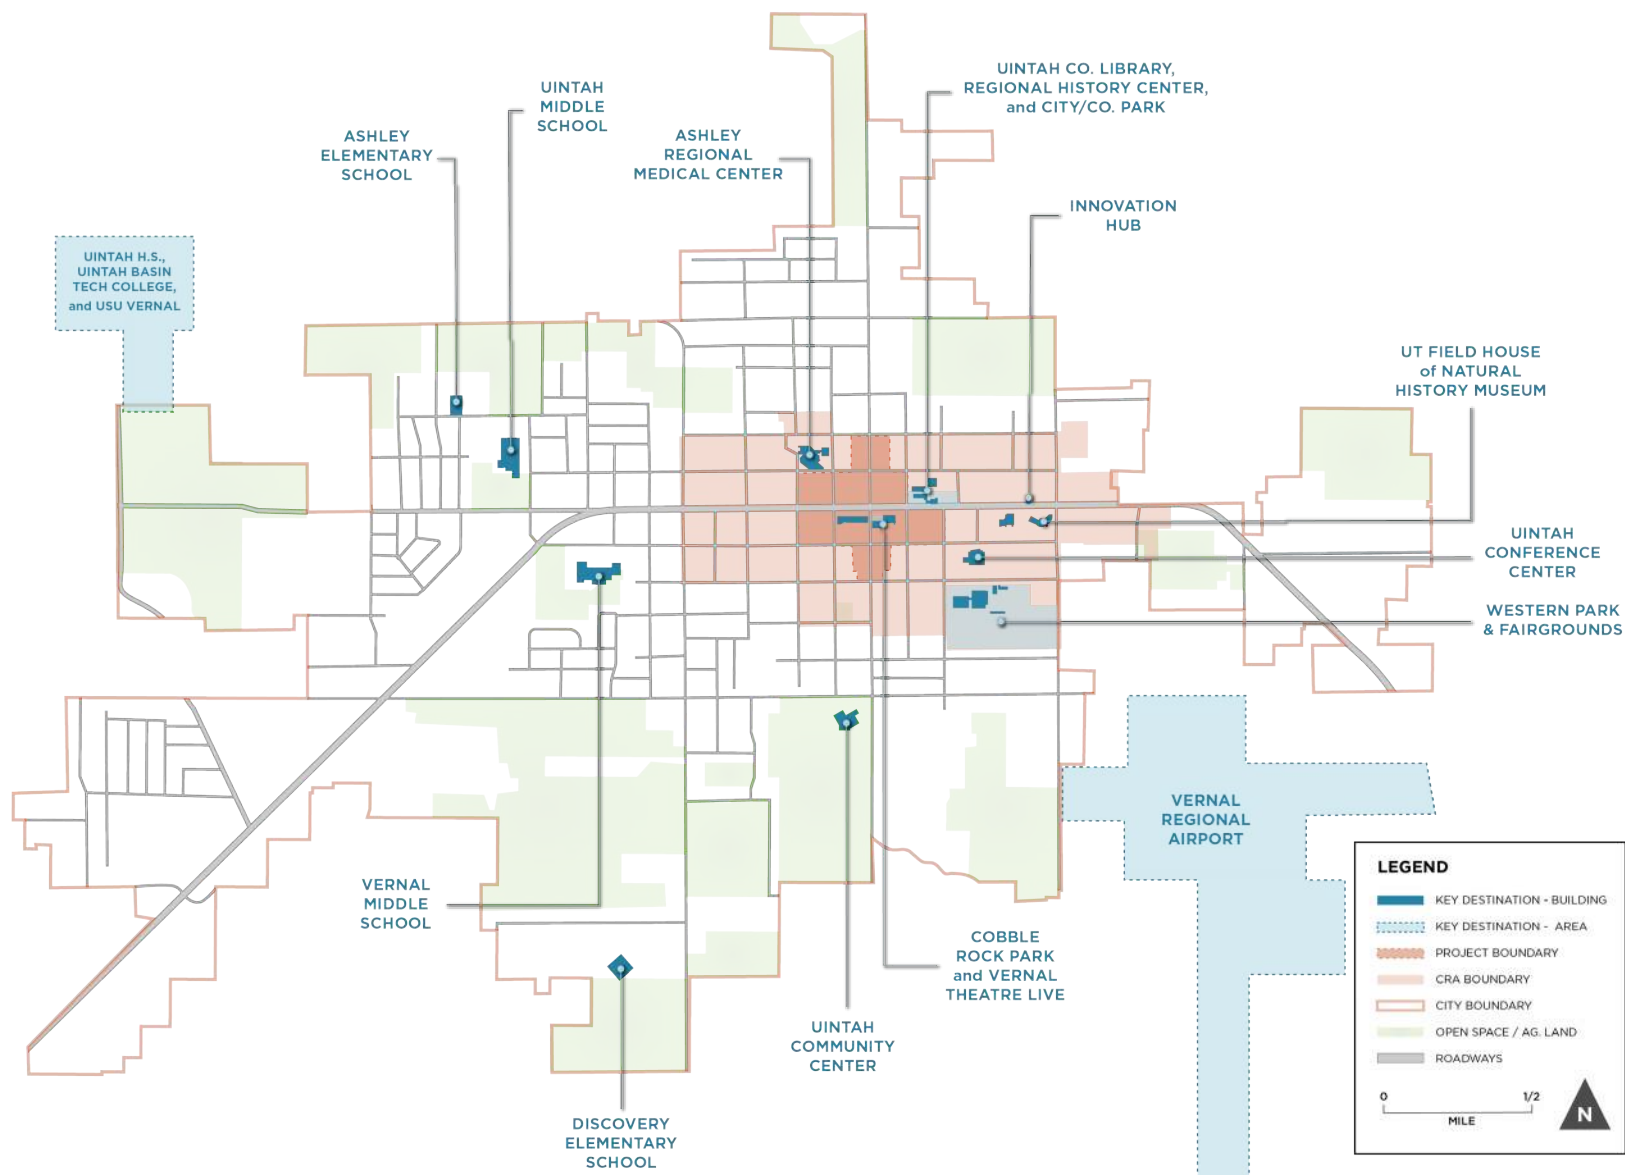 UINTAH CO. LIBRARY,
REGIONAL HISTORY CENTER,
and CITY/CO. PARK
UINTAH
MIDDLE
SCHOOL
ASHLEY
ELEMENTARY
SCHOOL
ASHLEY
REGIONAL
MEDICAL CENTER
INNOVATION
HUB
UINTAH H.S.,
UINTAH BASIN
TECH COLLEGE,
and USU VERNAL
UT FIELD HOUSE
of NATURAL
HISTORY MUSEUM
UINTAH
CONFERENCE
CENTER
WESTERN PARK
& FAIRGROUNDS
VERNAL
REGIONAL
AIRPORT
VERNAL
MIDDLE
SCHOOL
COBBLE
ROCK PARK
and VERNAL
THEATRE LIVE
UINTAH
COMMUNITY
CENTER
DISCOVERY
ELEMENTARY
SCHOOL
LEGEND
KEY DESTINATION - BUILDING
KEY DESTINATION - AREA
PROJECT BOUNDARY
CRA BOUNDARY
CITY BOUNDARY
OPEN SPACE / AG. LAND
ROADWAYS
0 1/2
MILE
N